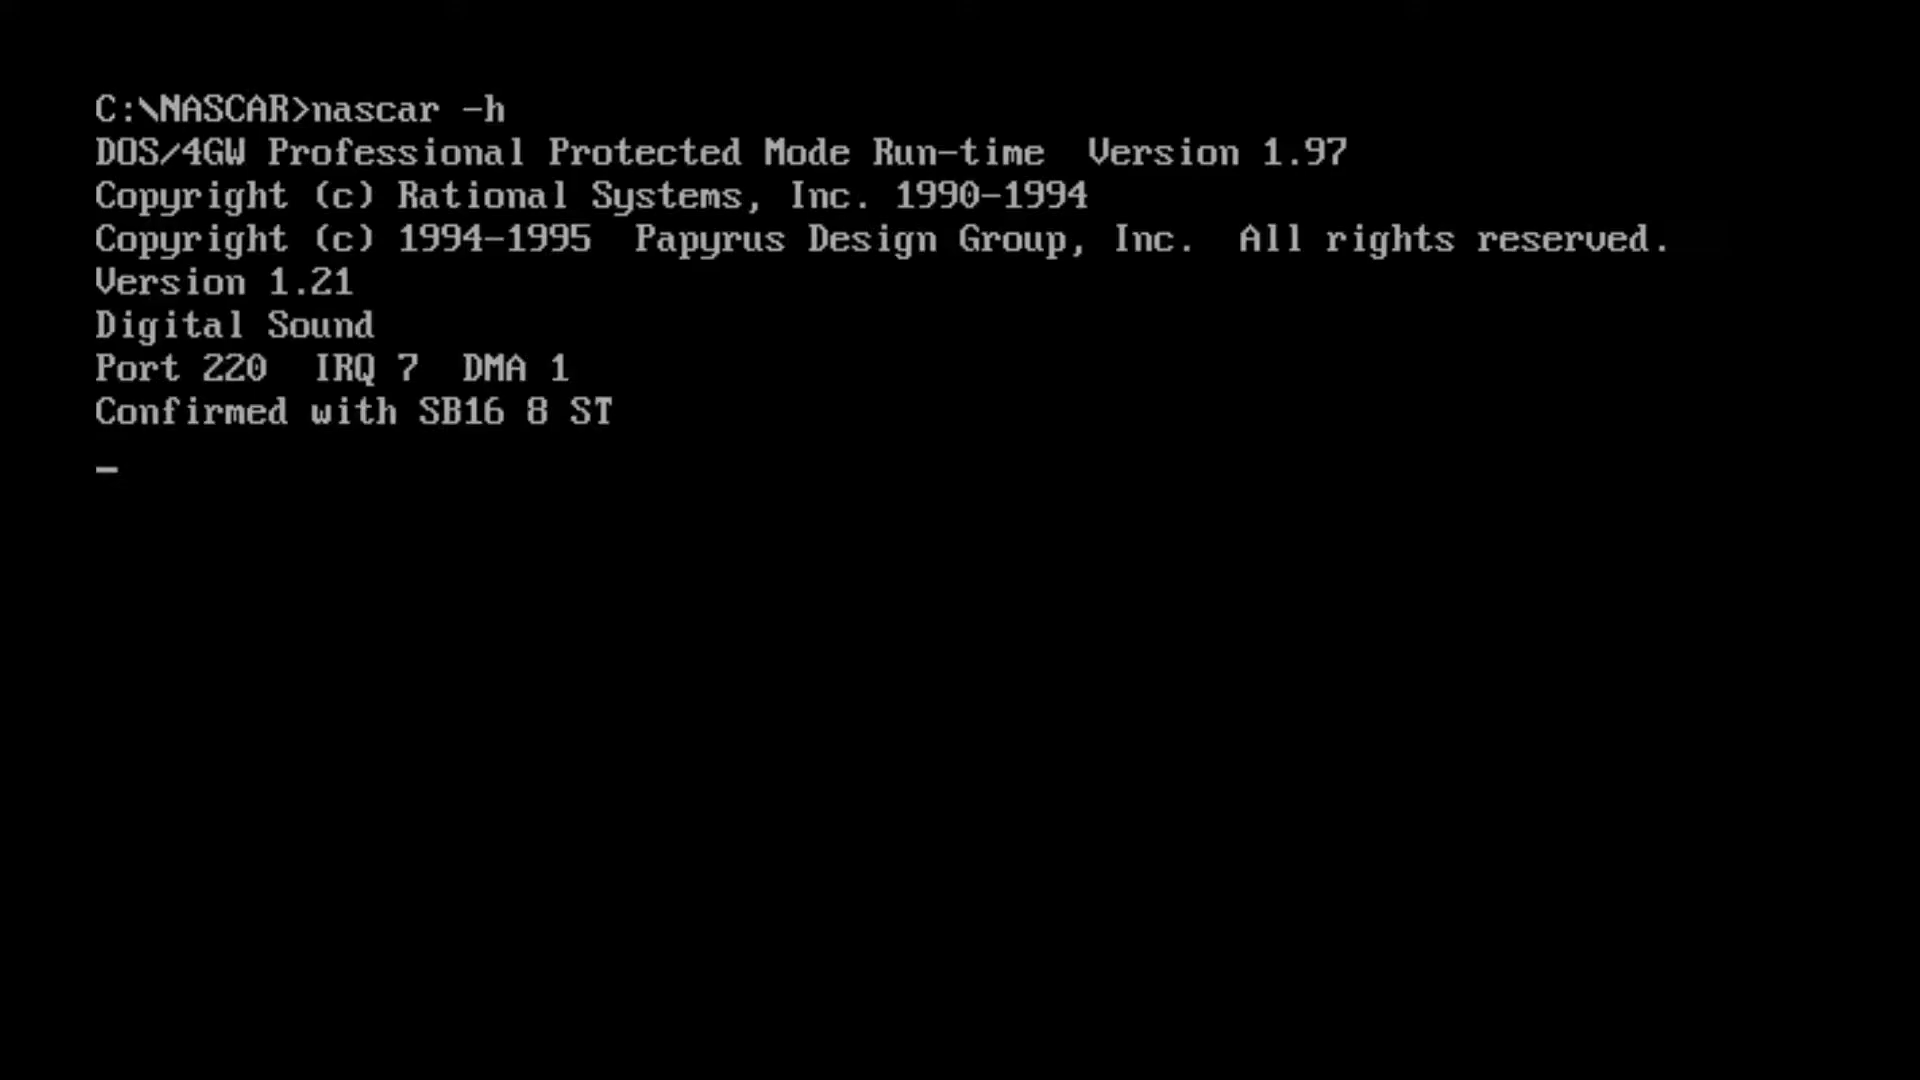 C:\NASCAR>nascar -h
DOS/4GW Professional Protected Mode Run-time  Version 1.97
Copyright (c) Rational Systems, Inc. 1990-1994
Copyright (c) 1994-1995  Papyrus Design Group, Inc.  All rights reserved.
Version 1.21
Digital Sound
Port 220  IRQ 7  DMA 1
Confirmed with SB16 8 ST
_